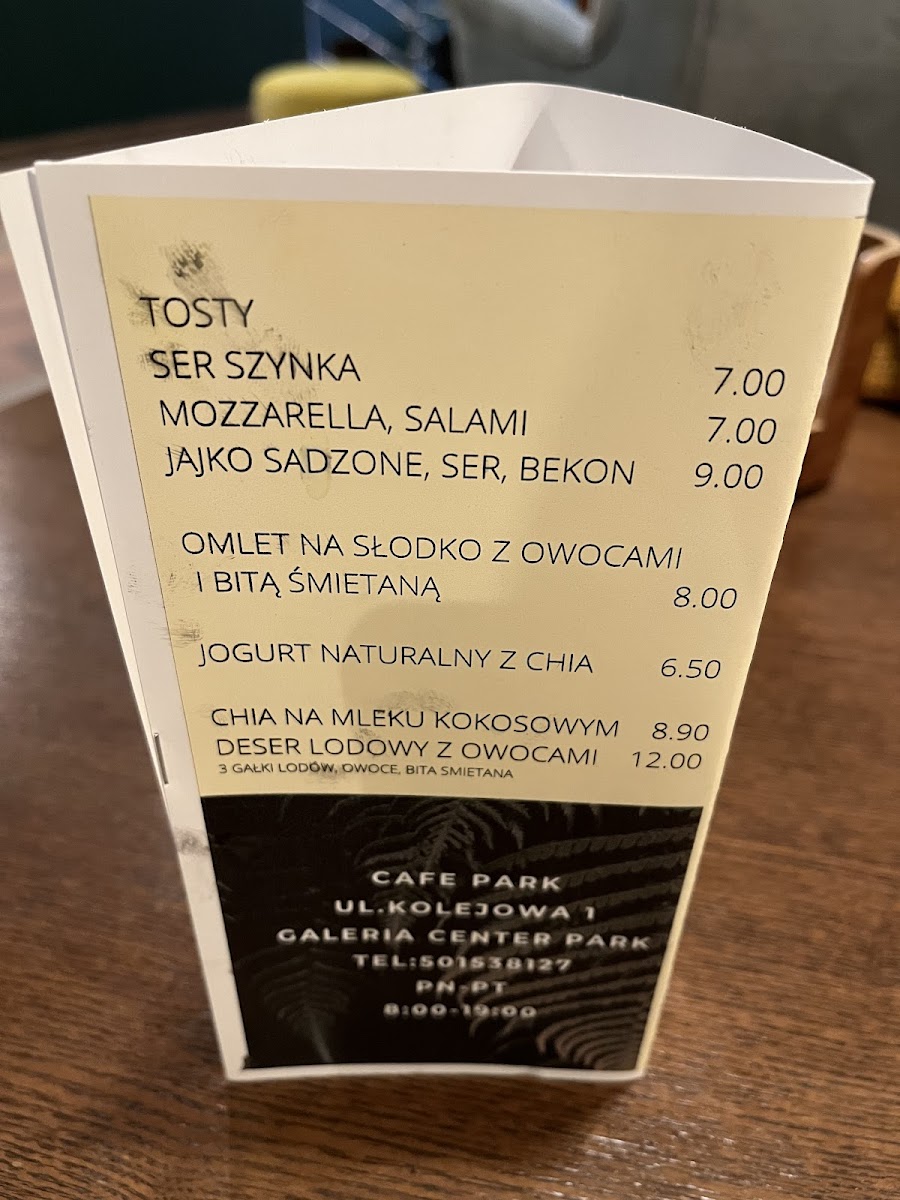 TOSTY
SER SZYNKA 7.00
MOZZARELLA, SALAMI 7.00
JAJKO SADZONE, SER, BEKON 9.00
OMLET NA SŁODKO Z OWOCAMI
I BITĄ ŚMIETANĄ 8.00
JOGURT NATURALNY Z CHIA 6.50
CHIA NA MLEKU KOKOSOWYM 8.90
DESER LODOWY Z OWOCAMI 12.00
3 GAŁKI LODÓW, OWOCE, BITA SMIETANA
CAFE PARK
UL.KOLEJOWA 1
GALERIA CENTER PARK
TEL:501538127
PN-PT
8:00-19:00